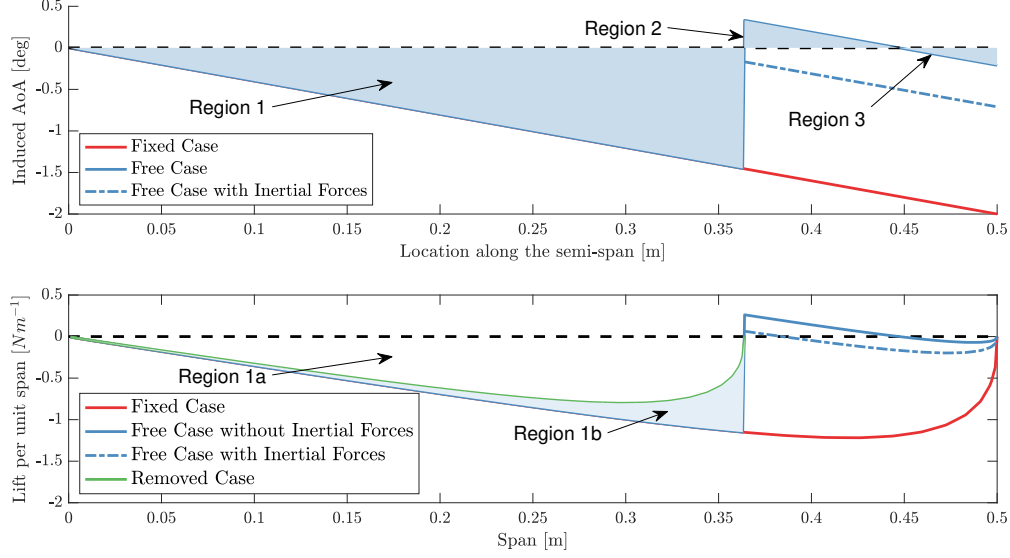 Induced AoA [deg]
0.5
0
-0.5
-1
-1.5
-2
Region 1
Region 2
Region 3
Fixed Case
Free Case
Free Case with Inertial Forces
0 0.05 0.1 0.15 0.2 0.25 0.3 0.35 0.4 0.45 0.5
Location along the semi-span [m]
Lift per unit span [Nm⁻¹]
0.5
0
-0.5
-1
-1.5
-2
Region 1a
Region 1b
Fixed Case
Free Case without Inertial Forces
Free Case with Inertial Forces
Removed Case
0 0.05 0.1 0.15 0.2 0.25 0.3 0.35 0.4 0.45 0.5
Span [m]